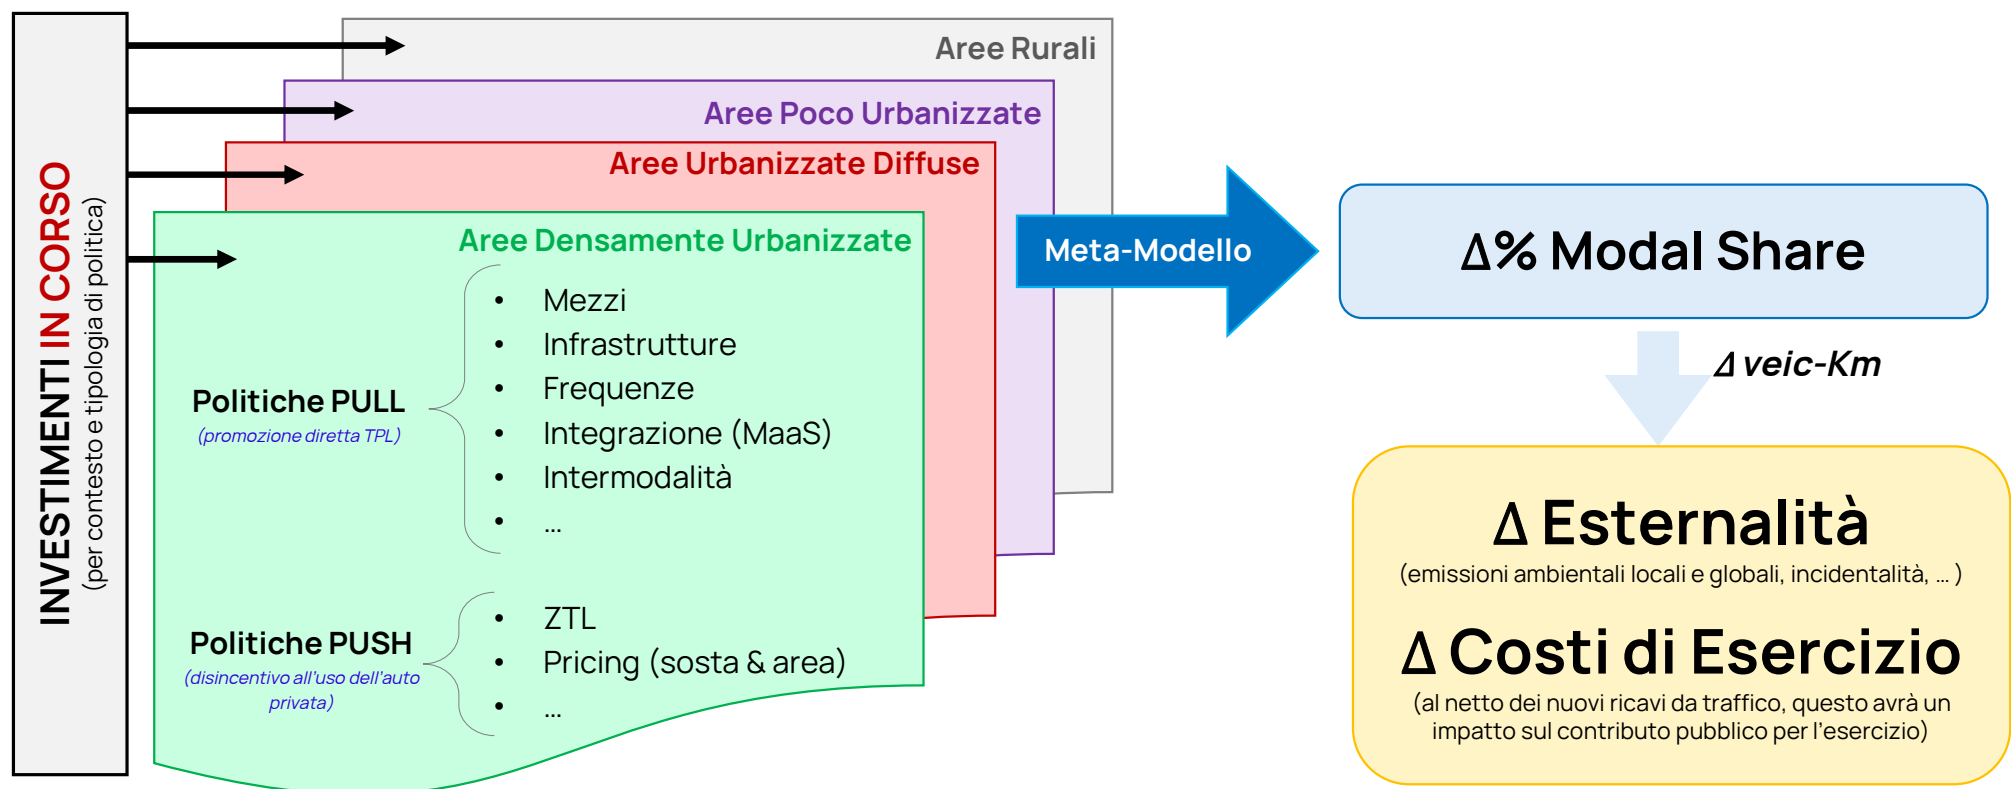 INVESTIMENTI IN CORSO
(per contesto e tipologia di politica)
Aree Rurali
Aree Poco Urbanizzate
Aree Urbanizzate Diffuse
Aree Densamente Urbanizzate
Politiche PULL
(promozione diretta TPL)
• Mezzi
• Infrastrutture
• Frequenze
• Integrazione (MaaS)
• Intermodalità
• ...
Politiche PUSH
(disincentivo all'uso dell'auto
privata)
• ZTL
• Pricing (sosta & area)
• ...
Meta-Modello
Δ% Modal Share
Δ veic-Km
Δ Esternalità
(emissioni ambientali locali e globali, incidentalità, ... )
Δ Costi di Esercizio
(al netto dei nuovi ricavi da traffico, questo avrà un
impatto sul contributo pubblico per l'esercizio)